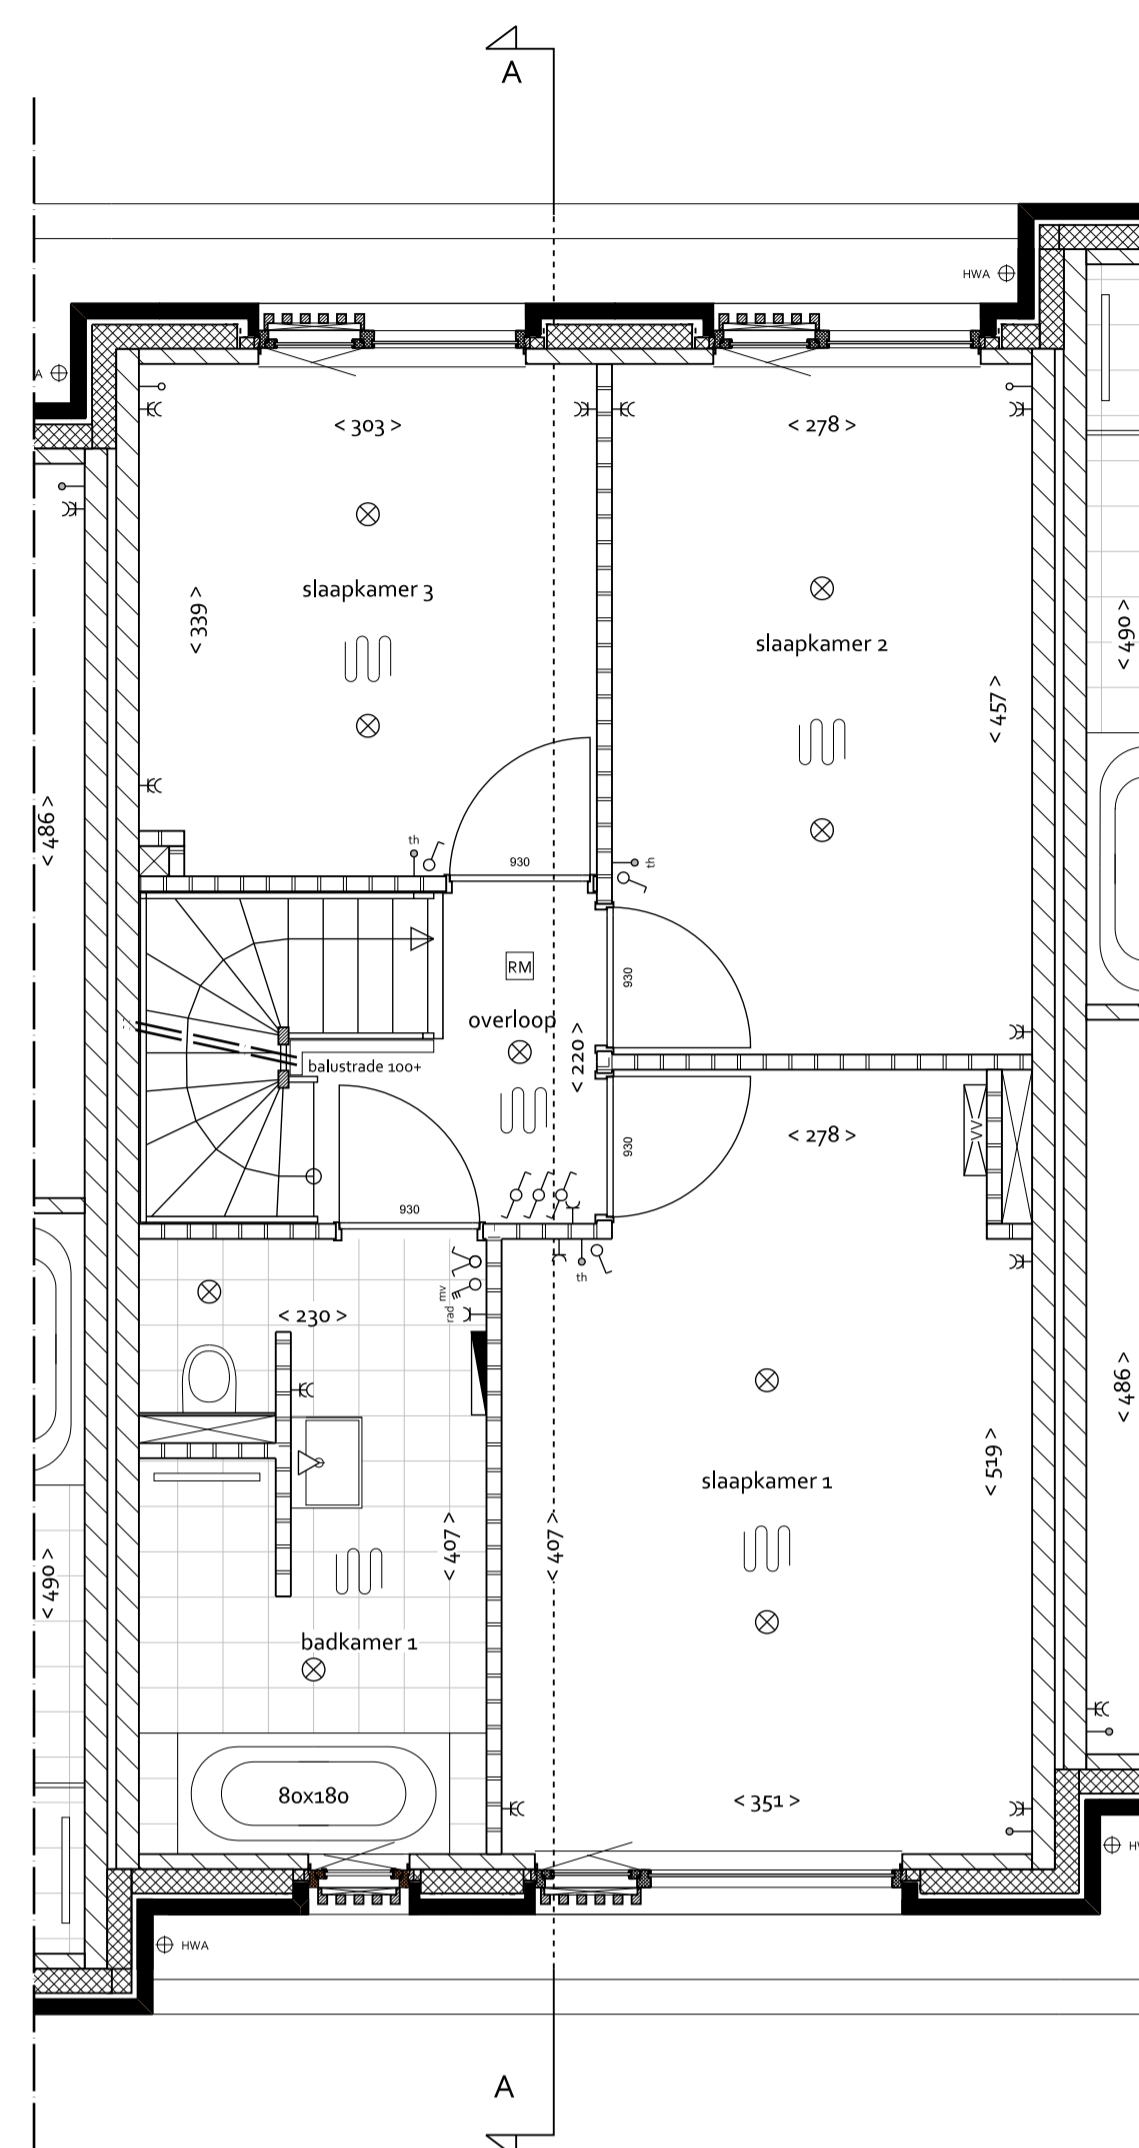 A
HWA
A
< 303 >
< 278 >
slaapkamer 3
< 339 >
slaapkamer 2
< 490 >
< 457 >
< 486 >
th
930
th
RM
930
overloop
< 220 >
balustrade 100+
930
< 278 >
VV
930
th
mv
rad
< 230 >
< 486 >
slaapkamer 1
< 519 >
< 407 >
< 407 >
< 490 >
badkamer 1
80x180
< 351 >
HW
HWA
A